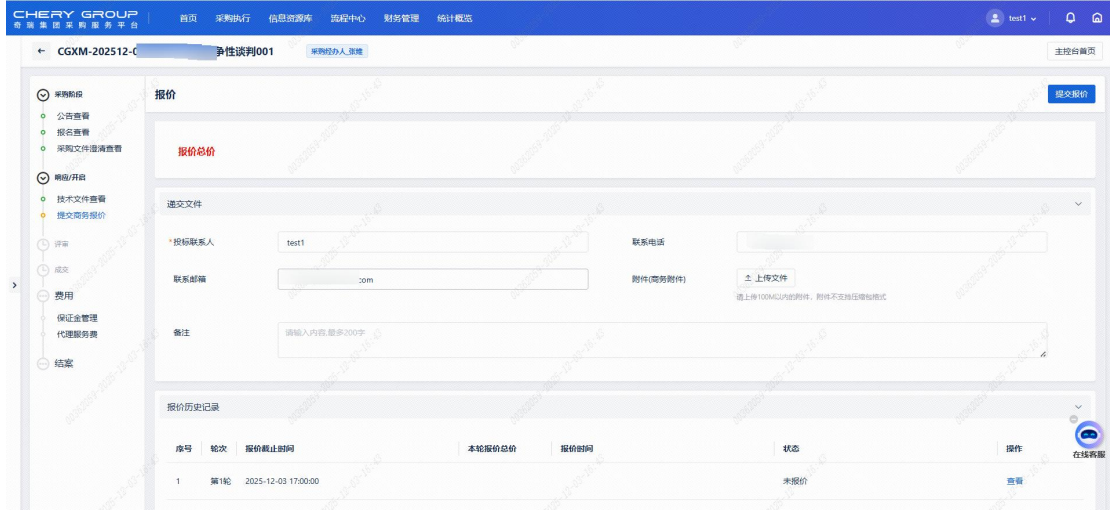 CHERY GROUP
奇瑞集团采购服务平台
首页 采购执行 信息资源库 流程中心 财务管理 统计概览
test1
CGXM-202512-0 争性谈判001 采购经办人_张婕 主控台首页
采购阶段
公告查看
报名查看
采购文件澄清查看
响应/开启
技术文件查看
提交商务报价
评审
成交
费用
保证金管理
代理服务费
结案
报价 提交报价
报价总价
递交文件
*投标联系人 test1 联系电话
联系邮箱 :om 附件(商务附件) 上传文件
请上传100M以内的附件、附件不支持压缩包格式
备注 请输入内容,最多200字
报价历史记录
序号 轮次 报价截止时间 本轮报价总价 报价时间 状态 操作
1 第1轮 2025-12-03 17:00:00 未报价 查看
在线客服